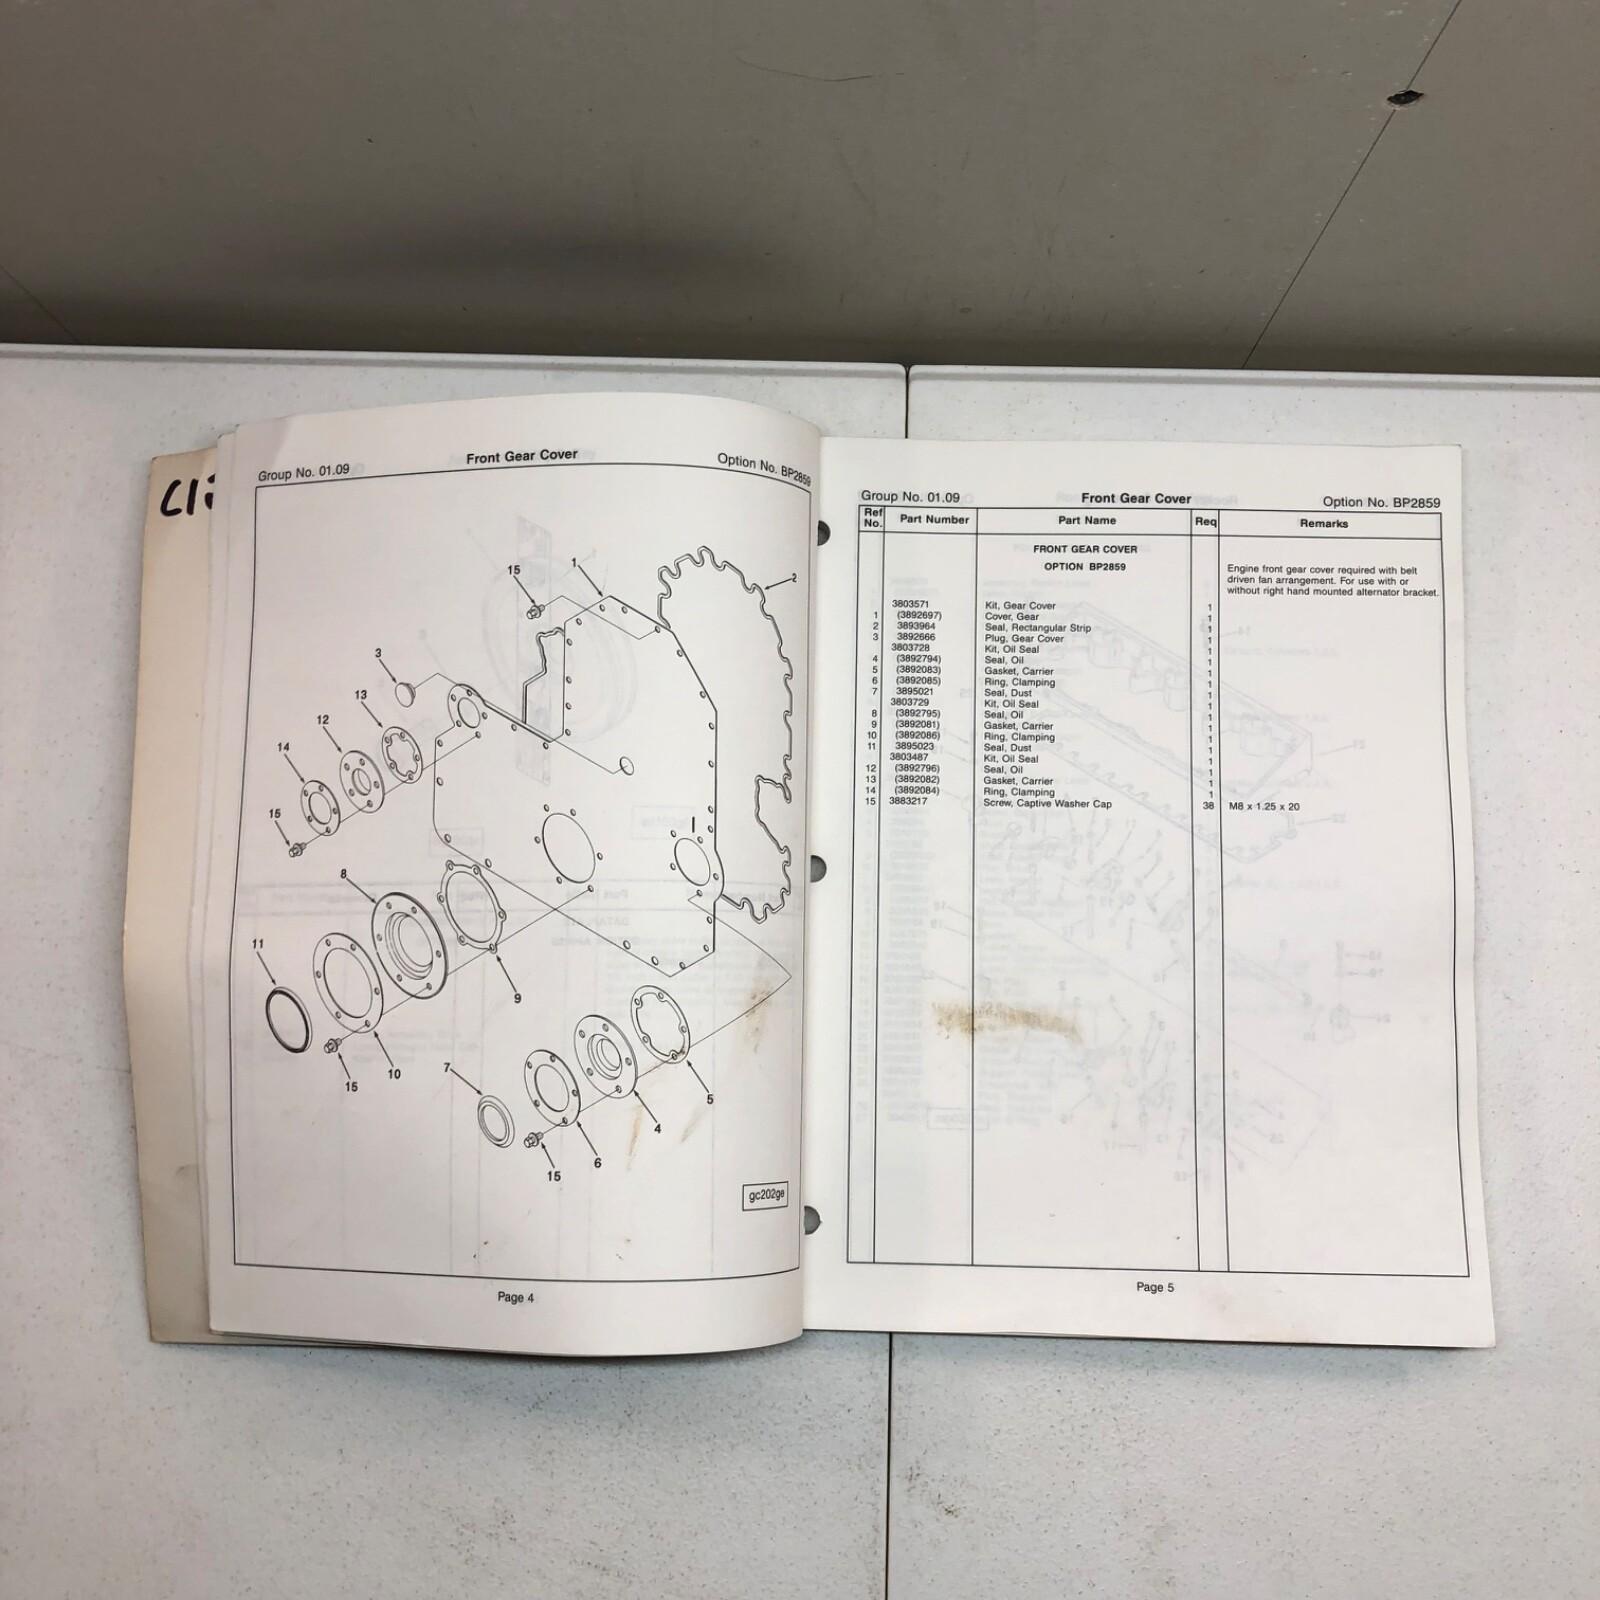 C1
Group No. 01.09 Front Gear Cover Option No. BP2859
15
1
2
3
13
12
14
15
8
11
9
15
10
7
5
4
6
15
gc202ge
Page 4
Group No. 01.09 Front Gear Cover Option No. BP2859
Ref No. Part Number Part Name Req Remarks
FRONT GEAR COVER
OPTION BP2859
Engine front gear cover required with belt
driven fan arrangement. For use with or
without right hand mounted alternator bracket.
3803571 Kit, Gear Cover 1
1 (3892697) Cover, Gear 1
2 3893964 Seal, Rectangular Strip 1
3 3892666 Plug, Gear Cover 1
3803728 Kit, Oil Seal 1
4 (3892794) Seal, Oil 1
5 (3892083) Gasket, Carrier 1
6 (3892085) Ring, Clamping 1
7 3895021 Seal, Dust 1
3803729 Kit, Oil Seal 1
8 (3892795) Seal, Oil 1
9 (3892081) Gasket, Carrier 1
10 (3892086) Ring, Clamping 1
11 3895023 Seal, Dust 1
3803487 Kit, Oil Seal 1
12 (3892796) Seal, Oil 1
13 (3892082) Gasket, Carrier 1
14 (3892084) Ring, Clamping 1
15 3883217 Screw, Captive Washer Cap 38 M8 x 1.25 x 20
Page 5